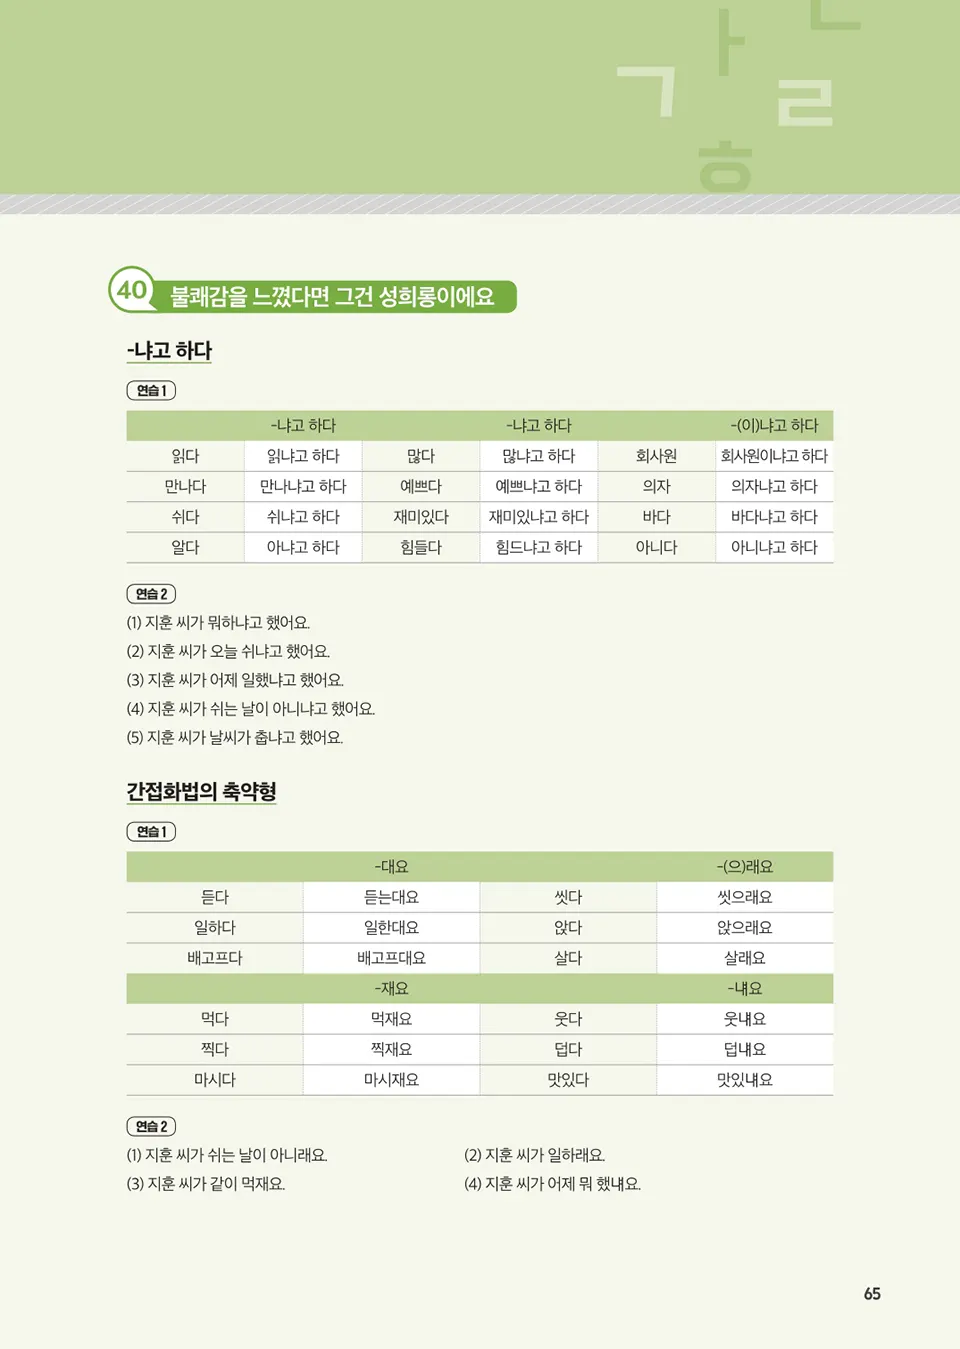 ㄱ ㅏ ㄹ ㄴ ㅎ
40 불쾌감을 느꼈다면 그건 성희롱이에요
-냐고 하다
연습 1
-냐고 하다 -냐고 하다 -(이)냐고 하다
읽다 읽냐고 하다 많다 많냐고 하다 회사원 회사원이냐고 하다
만나다 만나냐고 하다 예쁘다 예쁘냐고 하다 의자 의자냐고 하다
쉬다 쉬냐고 하다 재미있다 재미있냐고 하다 바다 바다냐고 하다
알다 아냐고 하다 힘들다 힘드냐고 하다 아니다 아니냐고 하다
연습 2
(1) 지훈 씨가 뭐하냐고 했어요.
(2) 지훈 씨가 오늘 쉬냐고 했어요.
(3) 지훈 씨가 어제 일했냐고 했어요.
(4) 지훈 씨가 쉬는 날이 아니냐고 했어요.
(5) 지훈 씨가 날씨가 춥냐고 했어요.
간접화법의 축약형
연습 1
-대요 -(으)래요
듣다 듣는대요 씻다 씻으래요
일하다 일한대요 앉다 앉으래요
배고프다 배고프대요 살다 살래요
-재요 -냬요
먹다 먹재요 웃다 웃냬요
찍다 찍재요 덥다 덥냬요
마시다 마시재요 맛있다 맛있냬요
연습 2
(1) 지훈 씨가 쉬는 날이 아니래요. (2) 지훈 씨가 일하래요.
(3) 지훈 씨가 같이 먹재요. (4) 지훈 씨가 어제 뭐 했냬요.
65